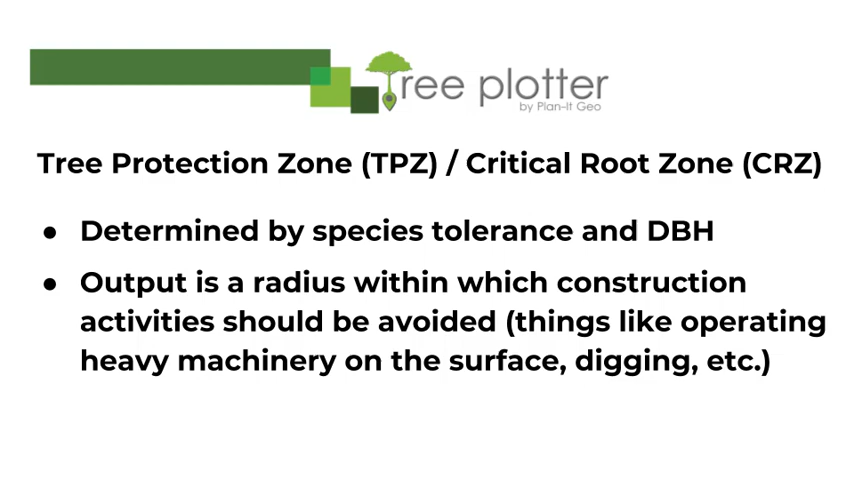 Tree plotter
by Plan-It Geo
Tree Protection Zone (TPZ) / Critical Root Zone (CRZ)
● Determined by species tolerance and DBH
● Output is a radius within which construction
activities should be avoided (things like operating
heavy machinery on the surface, digging, etc.)